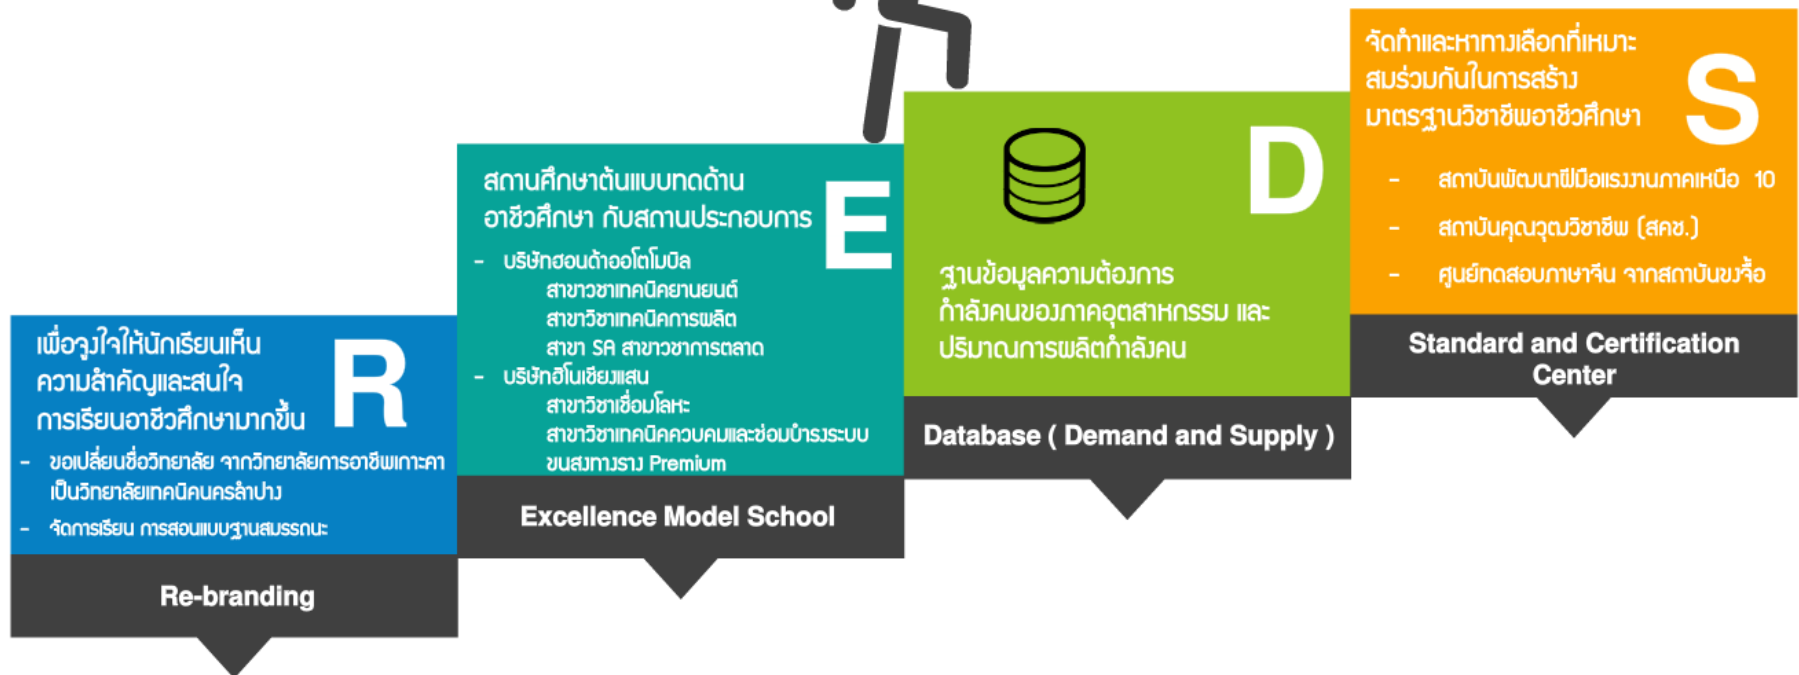 เพื่อจูงใจให้นักเรียนเห็น
ความสำคัญและสนใจ
การเรียนอาชีวศึกษามากขึ้น
R
- ขอเปลี่ยนชื่อวิทยาลัย จากวิทยาลัยการอาชีพเกาะคา
เป็นวิทยาลัยเทคนิคนครลำปาง
- จัดการเรียน การสอนแบบฐานสมรรถนะ
Re-branding
สถานศึกษาต้นแบบทดด้าน
อาชีวศึกษา กับสถานประกอบการ
E
- บริษัทฮอนด้าออโตโมบิล
สาขาวชาเทคนิคยานยนต์
สาขาวิชาเทคนิคการผลิต
สาขา SA สาขาวชาการตลาด
- บริษัทฮีโนเชียงแสน
สาขาวิชาเชื่อมโลหะ
สาขาวิชาเทคนิคควบคมและซ่อมบำรงระบบ
ขนสงทางราง Premium
Excellence Model School
D
ฐานข้อมูลความต้องการ
กำลังคนของภาคอุตสาหกรรม และ
ปริมาณการผลิตกำลังคน
Database ( Demand and Supply )
จัดทำและหาทางเลือกที่เหมาะ
สมร่วมกันในการสร้าง
มาตรฐานวิชาชีพอาชีวศึกษา
S
- สถาบันพัฒนาฝีมือแรงงานภาคเหนือ 10
- สถาบันคุณวุฒวิชาชีพ (สคช.)
- ศูนย์ทดสอบภาษาจีน จากสถาบันขงจื้อ
Standard and Certification
Center